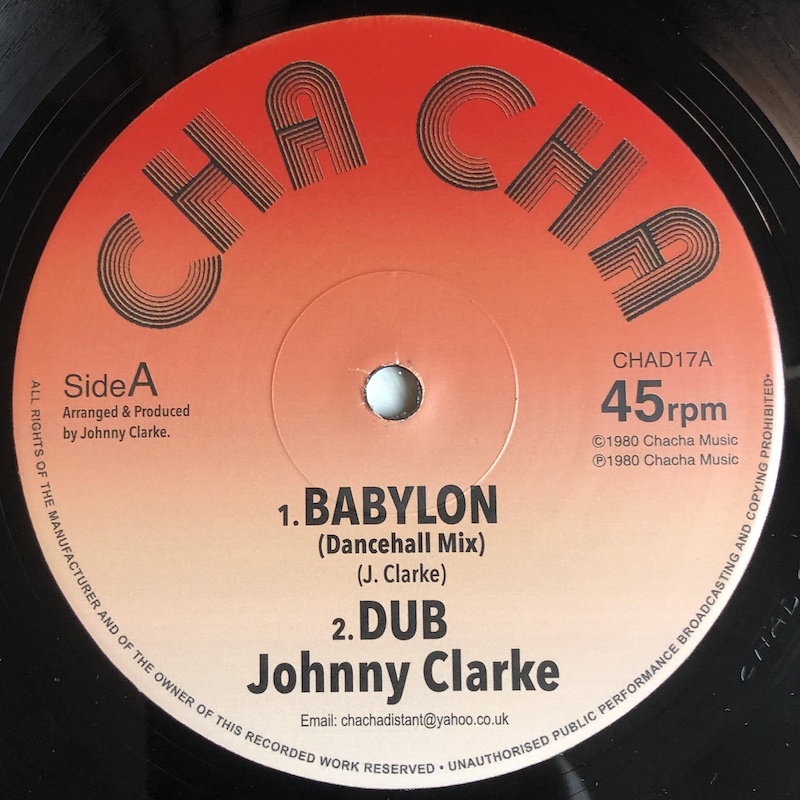 CHA CHA
Side A
Arranged & Produced
by Johnny Clarke.
CHAD17A
45rpm
©1980 Chacha Music
℗1980 Chacha Music
1. BABYLON
(Dancehall Mix)
(J. Clarke)
2. DUB
Johnny Clarke
Email: chachadistant@yahoo.co.uk
ALL RIGHTS OF THE MANUFACTURER AND OF THE OWNER OF THIS RECORDED WORK RESERVED • UNAUTHORISED PUBLIC PERFORMANCE BROADCASTING AND COPYING PROHIBITED•